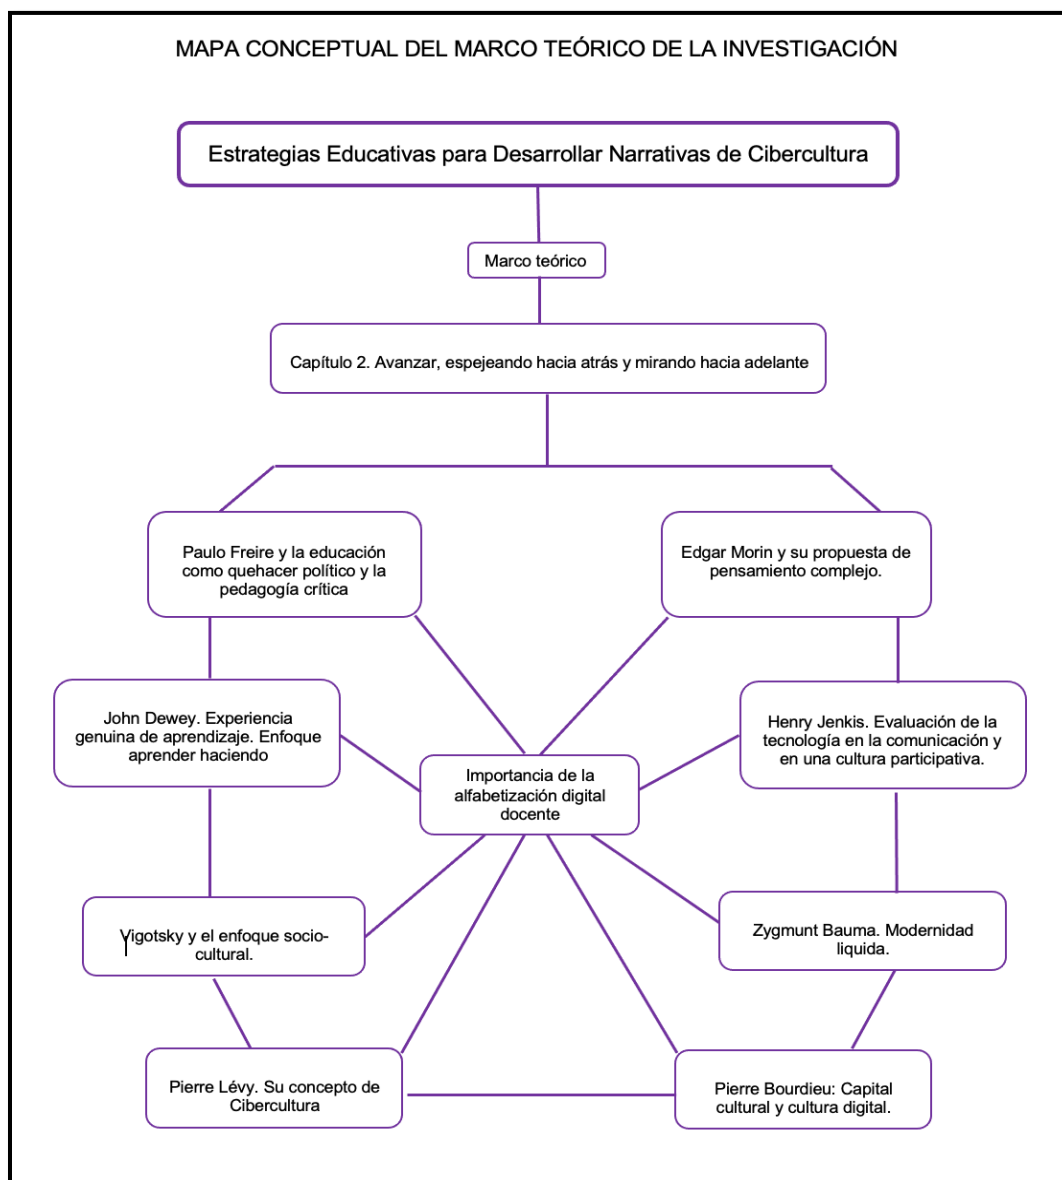 MAPA CONCEPTUAL DEL MARCO TEÓRICO DE LA INVESTIGACIÓN
Estrategias Educativas para Desarrollar Narrativas de Cibercultura
Marco teórico
Capítulo 2. Avanzar, espejeando hacia atrás y mirando hacia adelante
Paulo Freire y la educación
como quehacer político y la
pedagogía crítica
Edgar Morin y su propuesta de
pensamiento complejo.
John Dewey. Experiencia
genuina de aprendizaje. Enfoque
aprender haciendo
Henry Jenkis. Evaluación de la
tecnología en la comunicación y
en una cultura participativa.
Importancia de la
alfabetización digital
docente
Vigotsky y el enfoque socio-
cultural.
Zygmunt Bauma. Modernidad
liquida.
Pierre Lévy. Su concepto de
Cibercultura
Pierre Bourdieu: Capital
cultural y cultura digital.